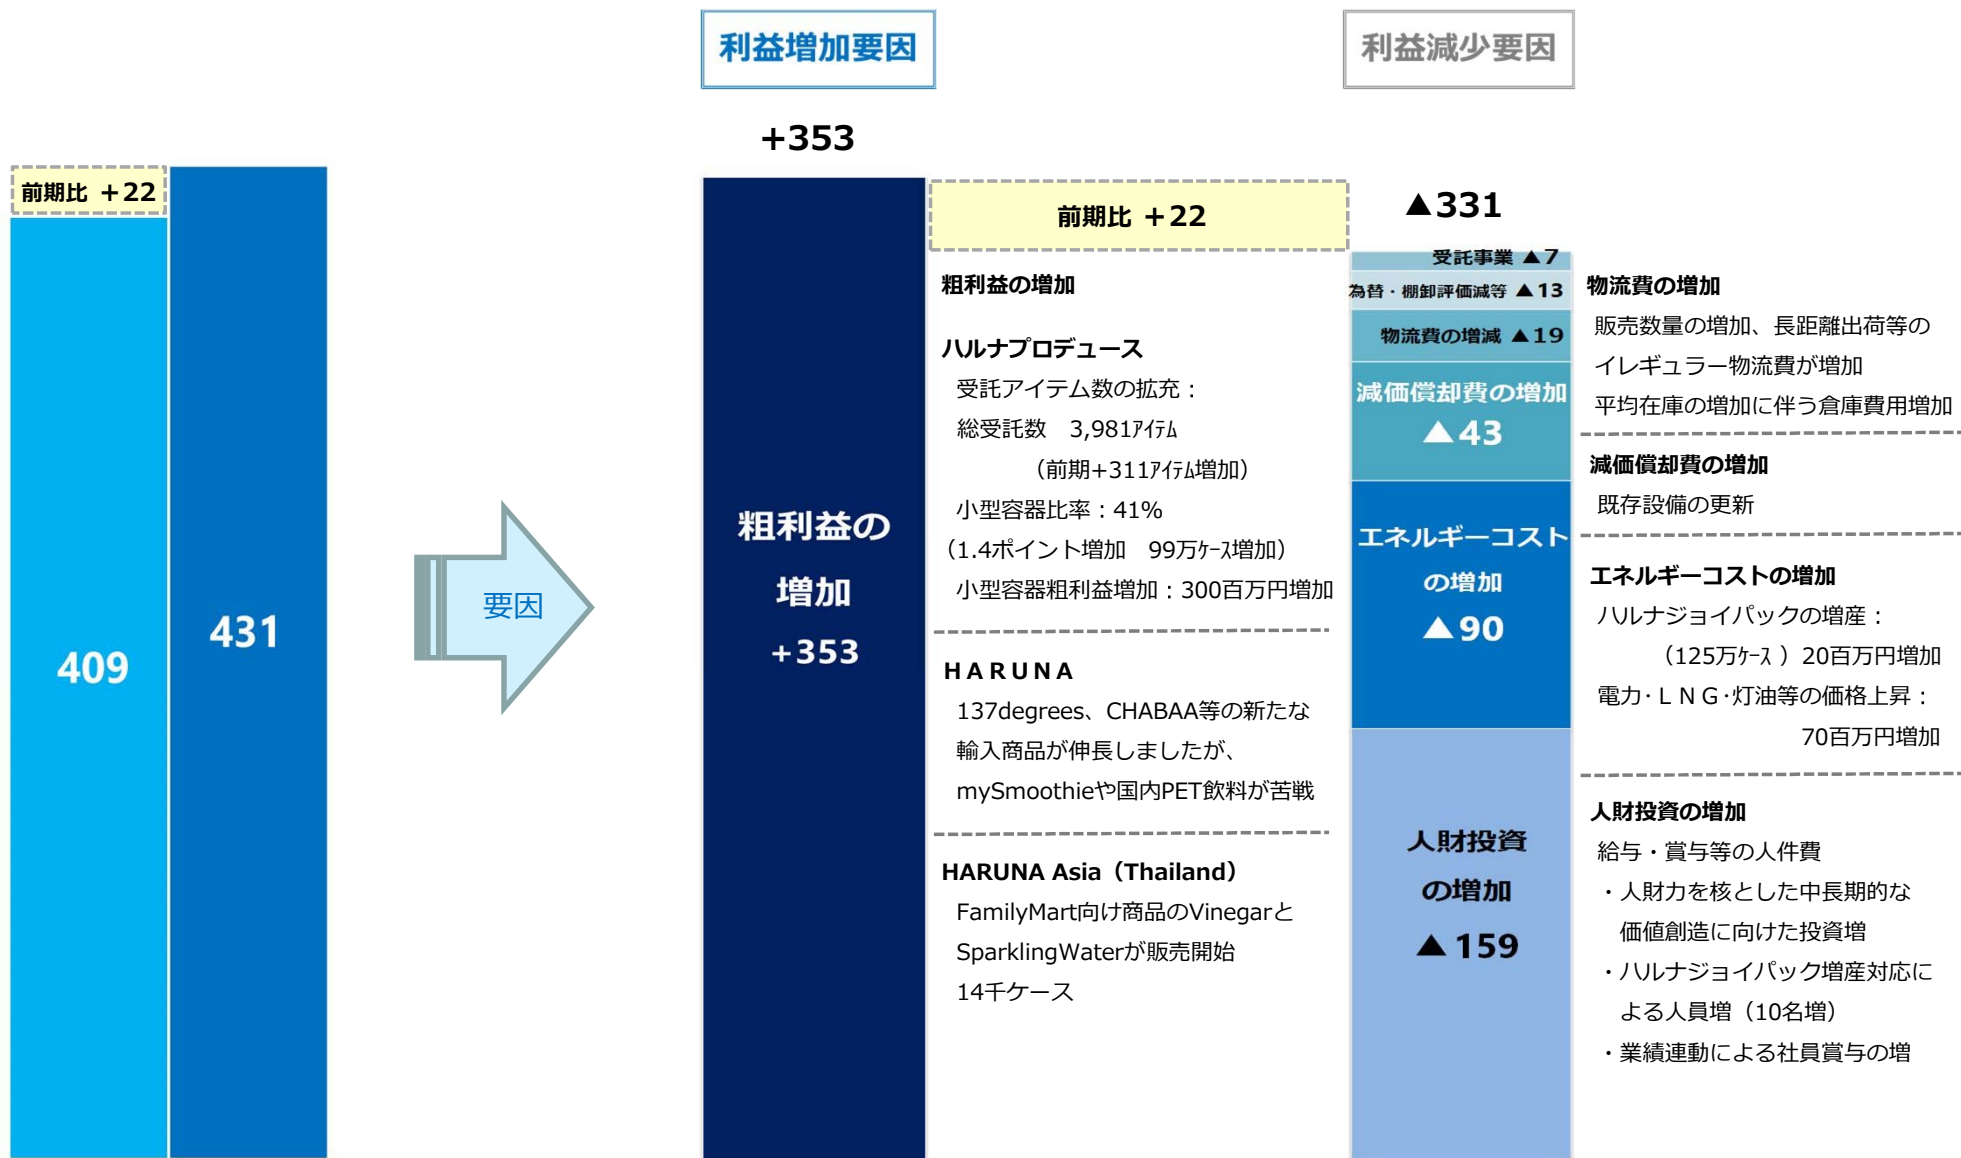 利益増加要因
利益減少要因
+353
前期比 +22
409
431
要因
粗利益の
増加
+353
前期比 +22
粗利益の増加
ハルナプロデュース
受託アイテム数の拡充：
総受託数　3,981ｱｲﾃﾑ
（前期+311ｱｲﾃﾑ増加）
小型容器比率：41%
（1.4ポイント増加　99万ｹｰｽ増加）
小型容器粗利益増加：300百万円増加
ＨＡＲＵＮＡ
137degrees、CHABAA等の新たな
輸入商品が伸長しましたが、
mySmoothieや国内PET飲料が苦戦
HARUNA Asia（Thailand）
FamilyMart向け商品のVinegarと
SparklingWaterが販売開始
14千ケース
▲331
受託事業 ▲7
為替・棚卸評価減等 ▲13
物流費の増減 ▲19
減価償却費の増加
▲43
エネルギーコスト
の増加
▲90
人財投資
の増加
▲159
物流費の増加
販売数量の増加、長距離出荷等の
イレギュラー物流費が増加
平均在庫の増加に伴う倉庫費用増加
減価償却費の増加
既存設備の更新
エネルギーコストの増加
ハルナジョイパックの増産：
（125万ｹｰｽ ）20百万円増加
電力･ＬＮＧ･灯油等の価格上昇：
70百万円増加
人財投資の増加
給与・賞与等の人件費
・人財力を核とした中長期的な
価値創造に向けた投資増
・ハルナジョイパック増産対応に
よる人員増（10名増）
・業績連動による社員賞与の増